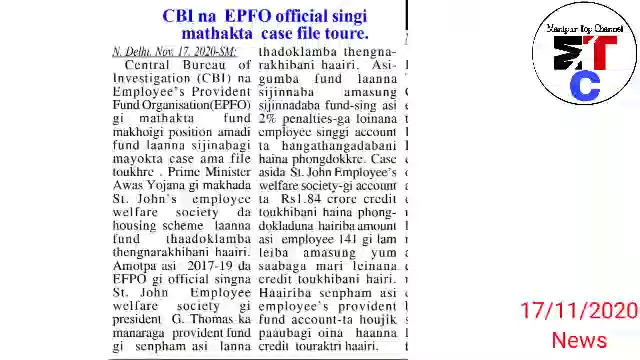 CBI na EPFO official singi
mathakta case file toure.
N. Delhi. Nov. 17. 2020-SM:
Central Bureau of
Investigation (CBI) na
Employee's Provident
Fund Organisation(EPFO)
gi mathakta fund
makhoigi position amadi
fund laanna sijinabagi
mayokta case ama file
toukhre . Prime Minister
Awas Yojana gi makhada
St. John's employee
welfare society da
housing scheme laanna
fund thaadoklamba
thengnarakhibani haairi.
Amotpa asi 2017-19 da
EFPO gi official singna
St. John Employee
welfare society gi
president G. Thomas ka
manaraga provident fund
gi senpham asi lanna
thadoklamba thengna-
rakhibani haairi. Asi-
gumba fund laanna
sijinnaba amasung
sijinnadaba fund-sing asi
2% penalties-ga loinana
employee singgi account
ta hangathangadabani
haina phongdokkre. Case
asida St. John Employee's
welfare society-gi account
ta Rs1.84 crore credit
toukhibani haina phong-
dokladuna hairiba amount
asi employee 141 gi lam
leiba amasung yum
saabaga mari leinana
credit toukhibani hairi.
Haairiba senpham asi
employee's provident
fund account-ta houjik
paaubagi oina haanna
credit touraktri haairi.
Manipur Top Channel
MTC
17/11/2020
News